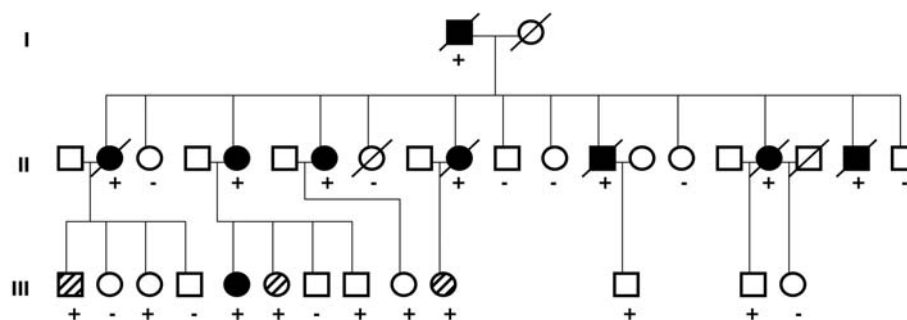 I
+
II
+ - + + - + - - + - + + -
III
+ - + - + + - + + + + + -